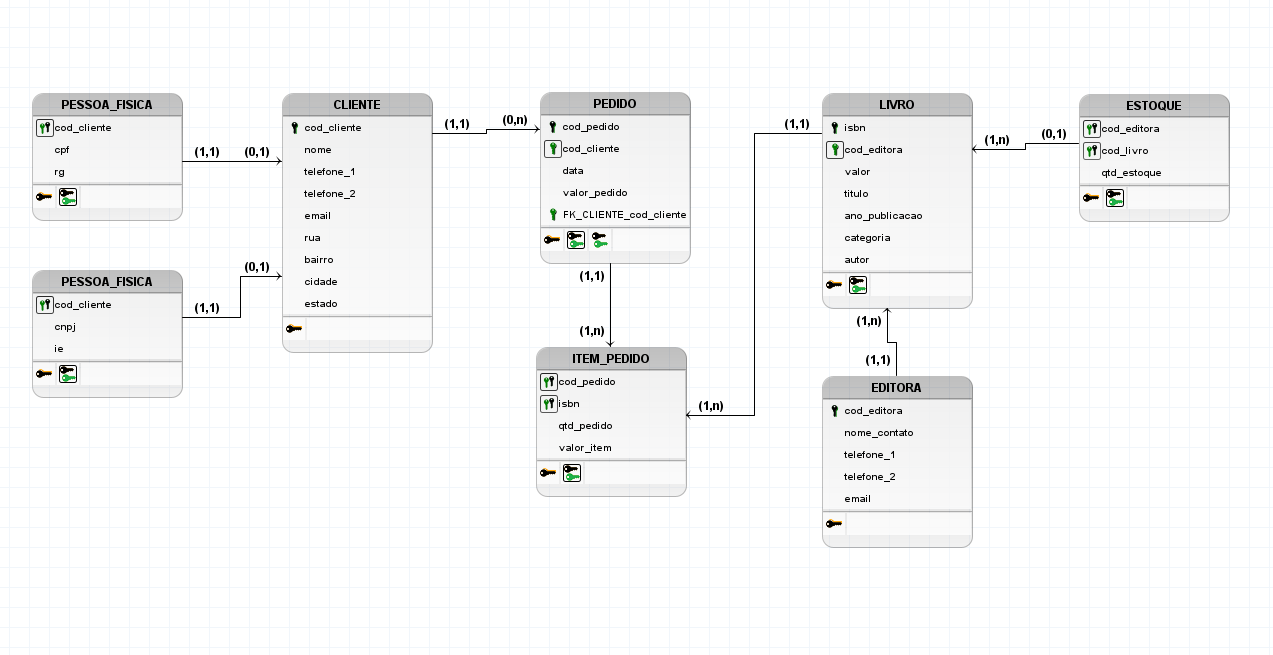 PESSOA_FISICA
cod_cliente
cpf
rg
(1,1)
(0,1)
PESSOA_FISICA
cod_cliente
cnpj
ie
(1,1)
(0,1)
CLIENTE
cod_cliente
nome
telefone_1
telefone_2
email
rua
bairro
cidade
estado
(1,1)
(0,n)
PEDIDO
cod_pedido
cod_cliente
data
valor_pedido
FK_CLIENTE_cod_cliente
(1,1)
(1,n)
ITEM_PEDIDO
cod_pedido
isbn
qtd_pedido
valor_item
(1,n)
(1,1)
LIVRO
isbn
cod_editora
valor
titulo
ano_publicacao
categoria
autor
(1,n)
(1,1)
EDITORA
cod_editora
nome_contato
telefone_1
telefone_2
email
(1,n)
(0,1)
ESTOQUE
cod_editora
cod_livro
qtd_estoque